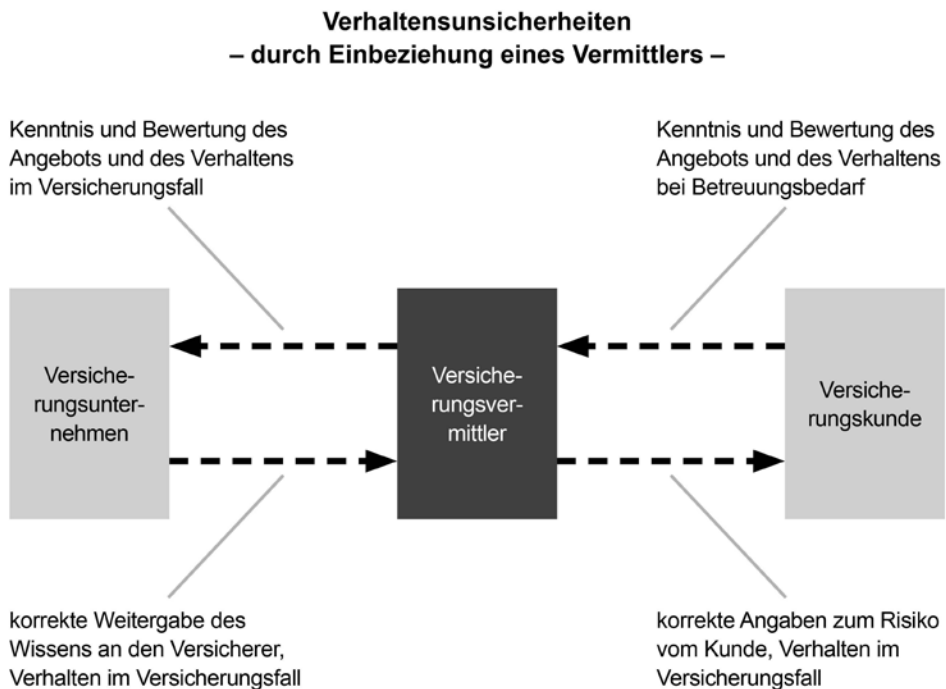 Verhaltensunsicherheiten
– durch Einbeziehung eines Vermittlers –
Kenntnis und Bewertung des
Angebots und des Verhaltens
im Versicherungsfall
Kenntnis und Bewertung des
Angebots und des Verhaltens
bei Betreuungsbedarf
Versiche-
rungsunter-
nehmen
Versiche-
rungsver-
mittler
Versiche-
rungskunde
korrekte Weitergabe des
Wissens an den Versicherer,
Verhalten im Versicherungsfall
korrekte Angaben zum Risiko
vom Kunde, Verhalten im
Versicherungsfall